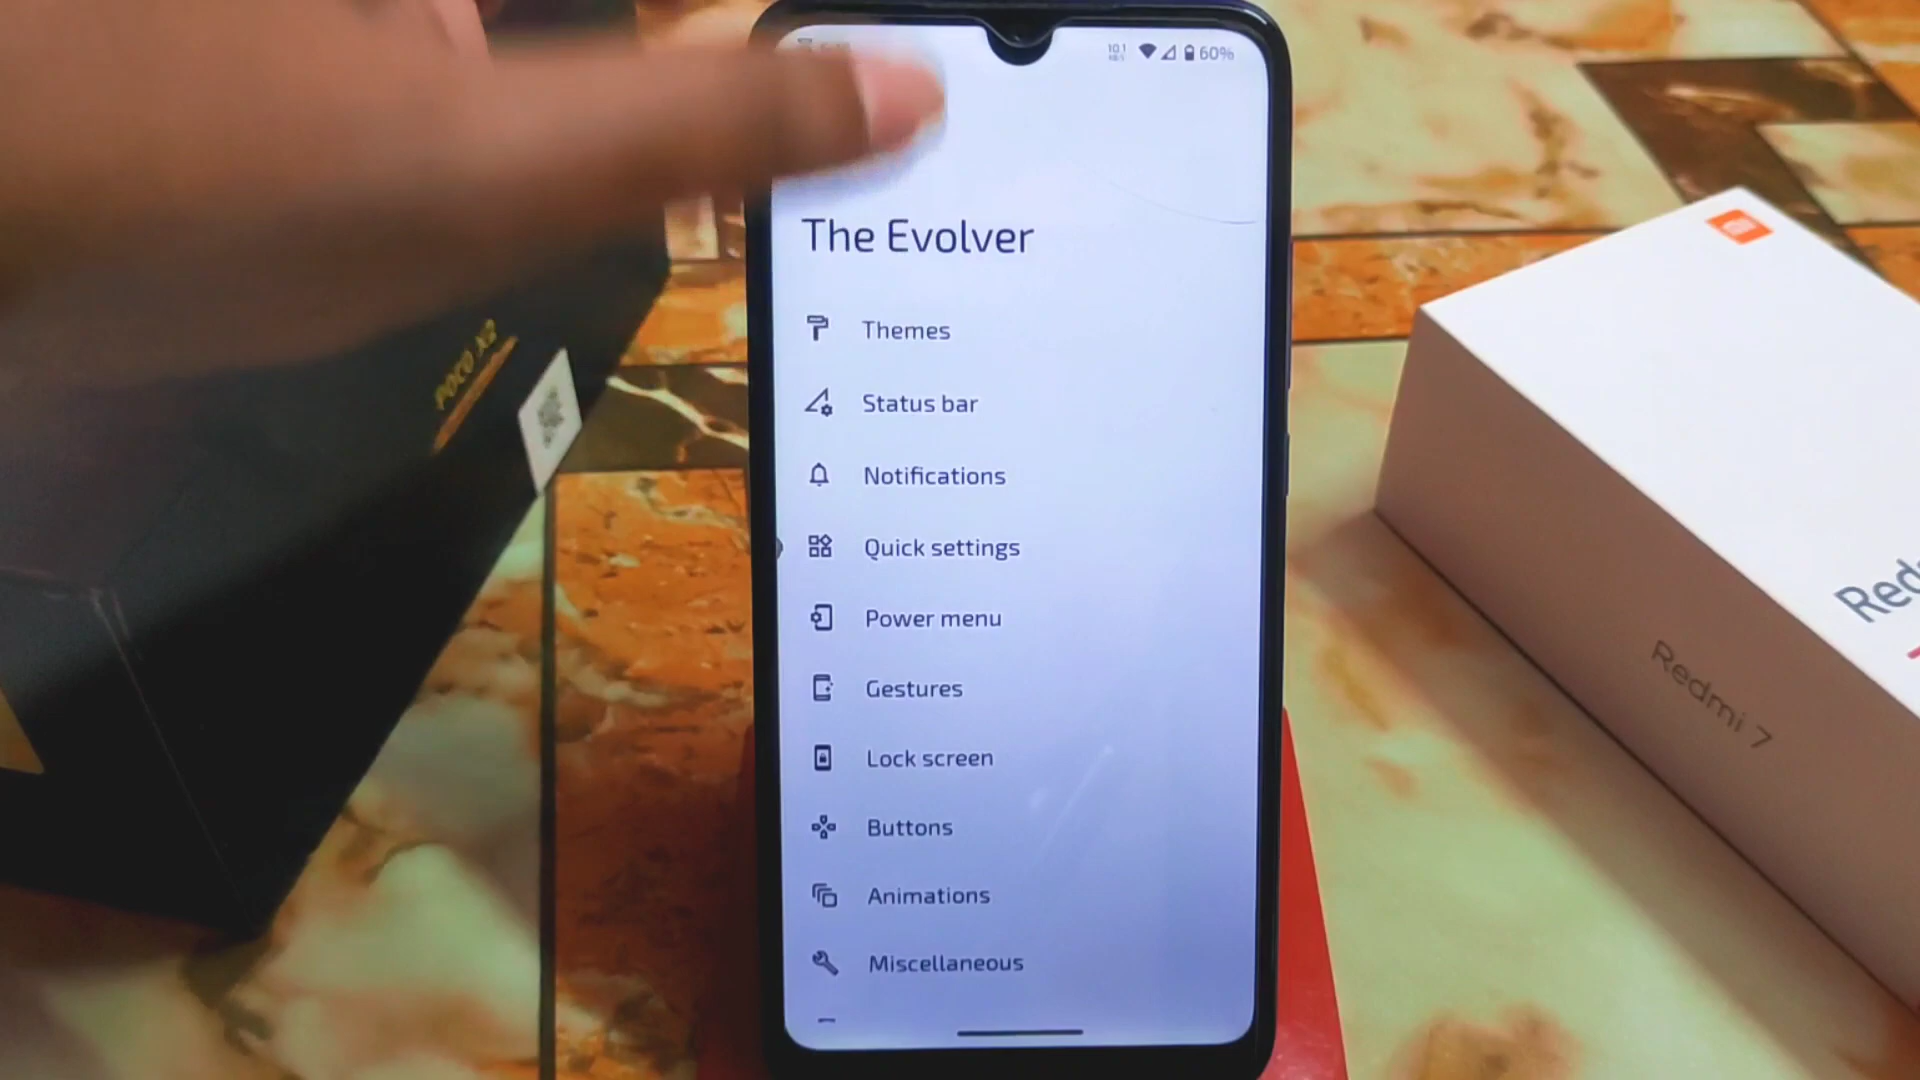 60%
The Evolver
Themes
Status bar
Notifications
Quick settings
Power menu
Gestures
Lock screen
Buttons
Animations
Miscellaneous
POCO X2
Redmi 7